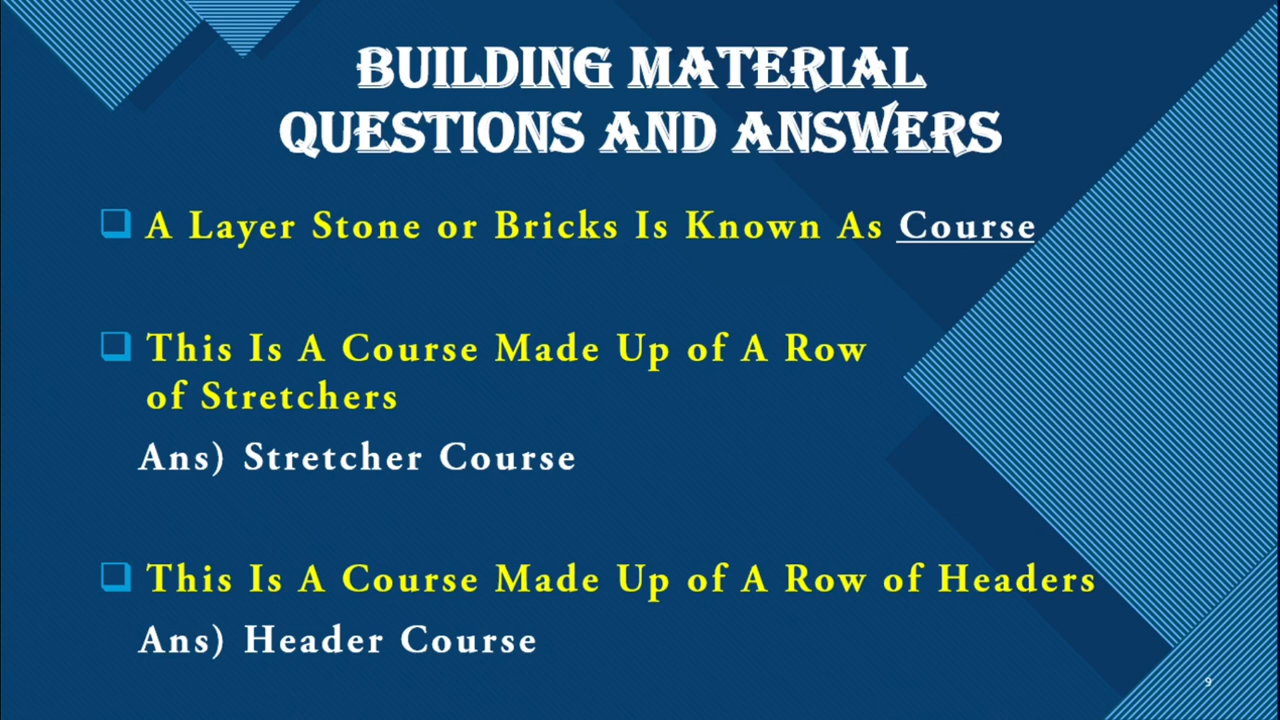 BUILDING MATERIAL
QUESTIONS AND ANSWERS
A Layer Stone or Bricks Is Known As Course
This Is A Course Made Up of A Row
of Stretchers
Ans) Stretcher Course
This Is A Course Made Up of A Row of Headers
Ans) Header Course
9